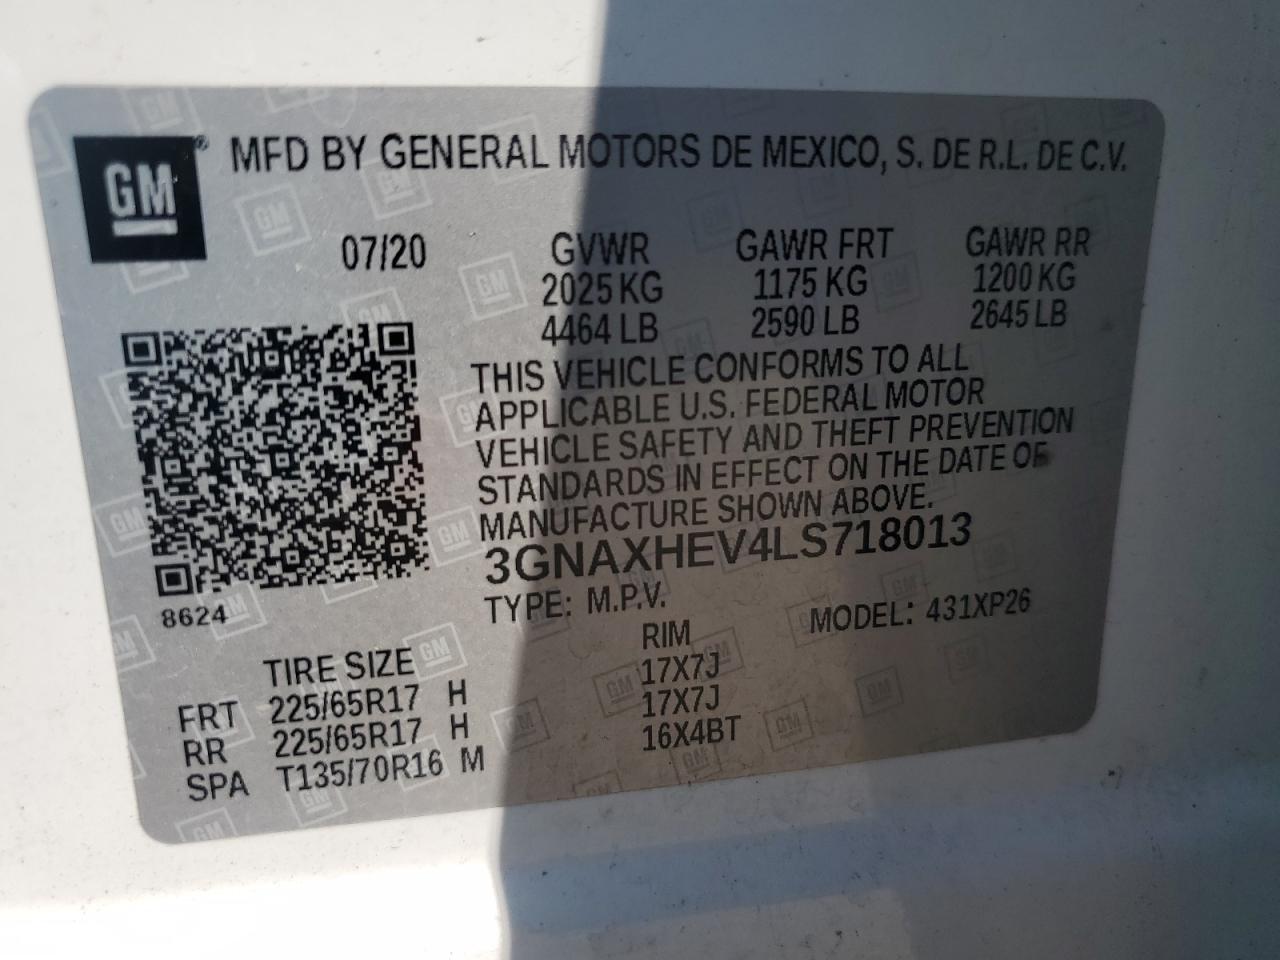 GM® MFD BY GENERAL MOTORS DE MEXICO, S. DE R.L. DE C.V.
07/20 GVWR GAWR FRT GAWR RR
2025 KG 1175 KG 1200 KG
4464 LB 2590 LB 2645 LB
THIS VEHICLE CONFORMS TO ALL
APPLICABLE U.S. FEDERAL MOTOR
VEHICLE SAFETY AND THEFT PREVENTION
STANDARDS IN EFFECT ON THE DATE OF
MANUFACTURE SHOWN ABOVE.
3GNAXHEV4LS718013
8624 TYPE: M.P.V. MODEL: 431XP26
TIRE SIZE RIM
FRT 225/65R17 H 17X7J
RR 225/65R17 H 17X7J
SPA T135/70R16 M 16X4BT